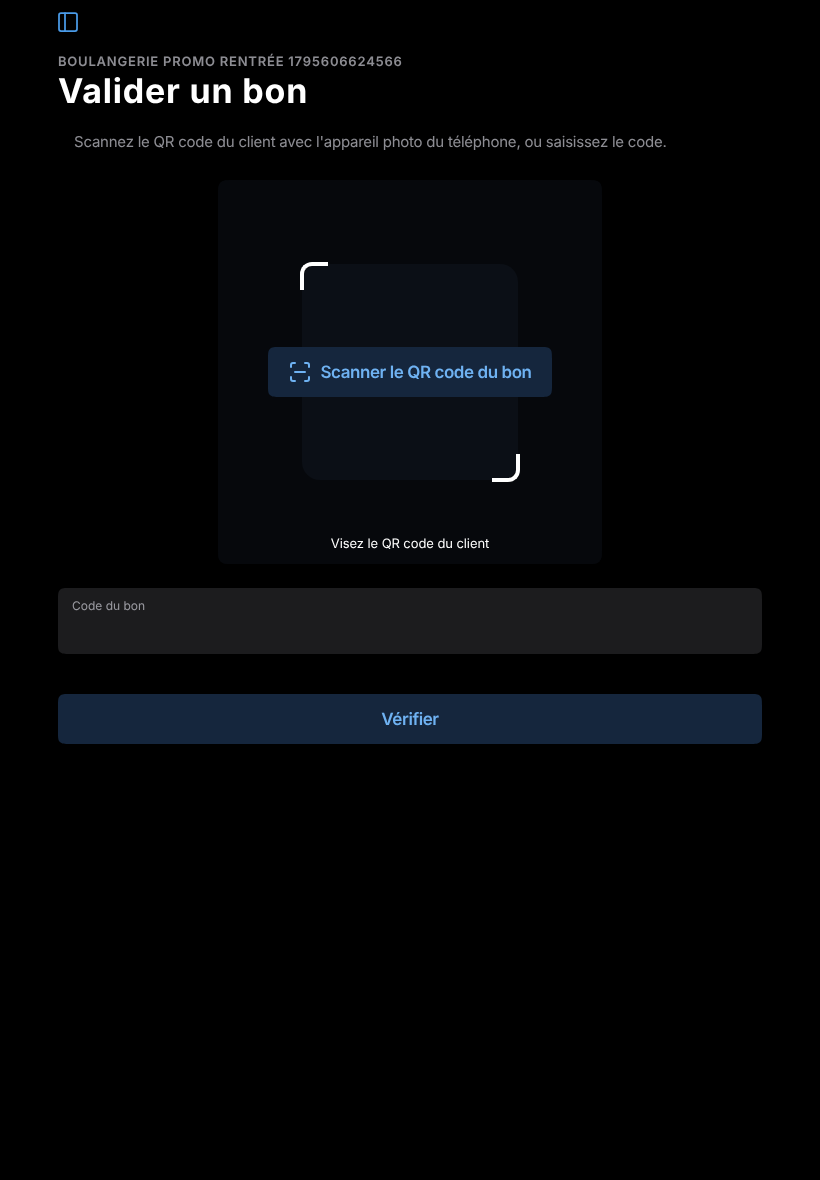 BOULANGERIE PROMO RENTRÉE 1795606624566
Valider un bon
Scannez le QR code du client avec l'appareil photo du téléphone, ou saisissez le code.
Scanner le QR code du bon
Visez le QR code du client
Code du bon
Vérifier